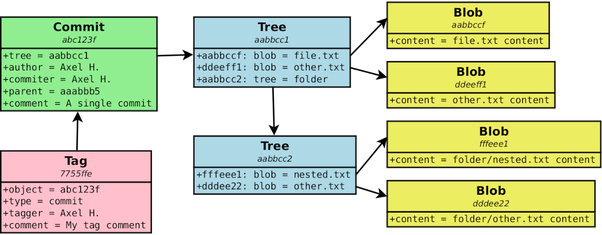 Commit
abc123f
+tree = aabbcc1
+author = Axel H.
+commiter = Axel H.
+parent = aaabbb5
+comment = A single commit
Tag
7755ffe
+object = abc123f
+type = commit
+tagger = Axel H.
+comment = My tag comment
Tree
aabbcc1
+aabbccf: blob = file.txt
+ddeeff1: blob = other.txt
+aabbcc2: tree = folder
Tree
aabbcc2
+fffeee1: blob = nested.txt
+dddee22: blob = other.txt
Blob
aabbccf
+content = file.txt content
Blob
ddeeff1
+content = other.txt content
Blob
fffeee1
+content = folder/nested.txt content
Blob
dddee22
+content = folder/other.txt content